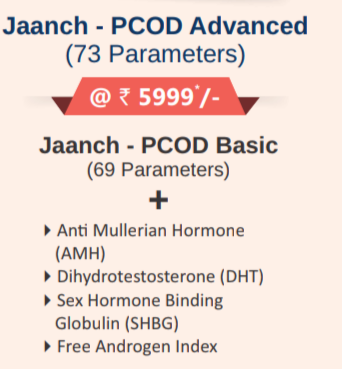 Jaanch - PCOD Advanced
(73 Parameters)
@ ₹ 5999*/-
Jaanch - PCOD Basic
(69 Parameters)
+
Anti Mullerian Hormone
(AMH)
Dihydrotestosterone (DHT)
Sex Hormone Binding
Globulin (SHBG)
Free Androgen Index